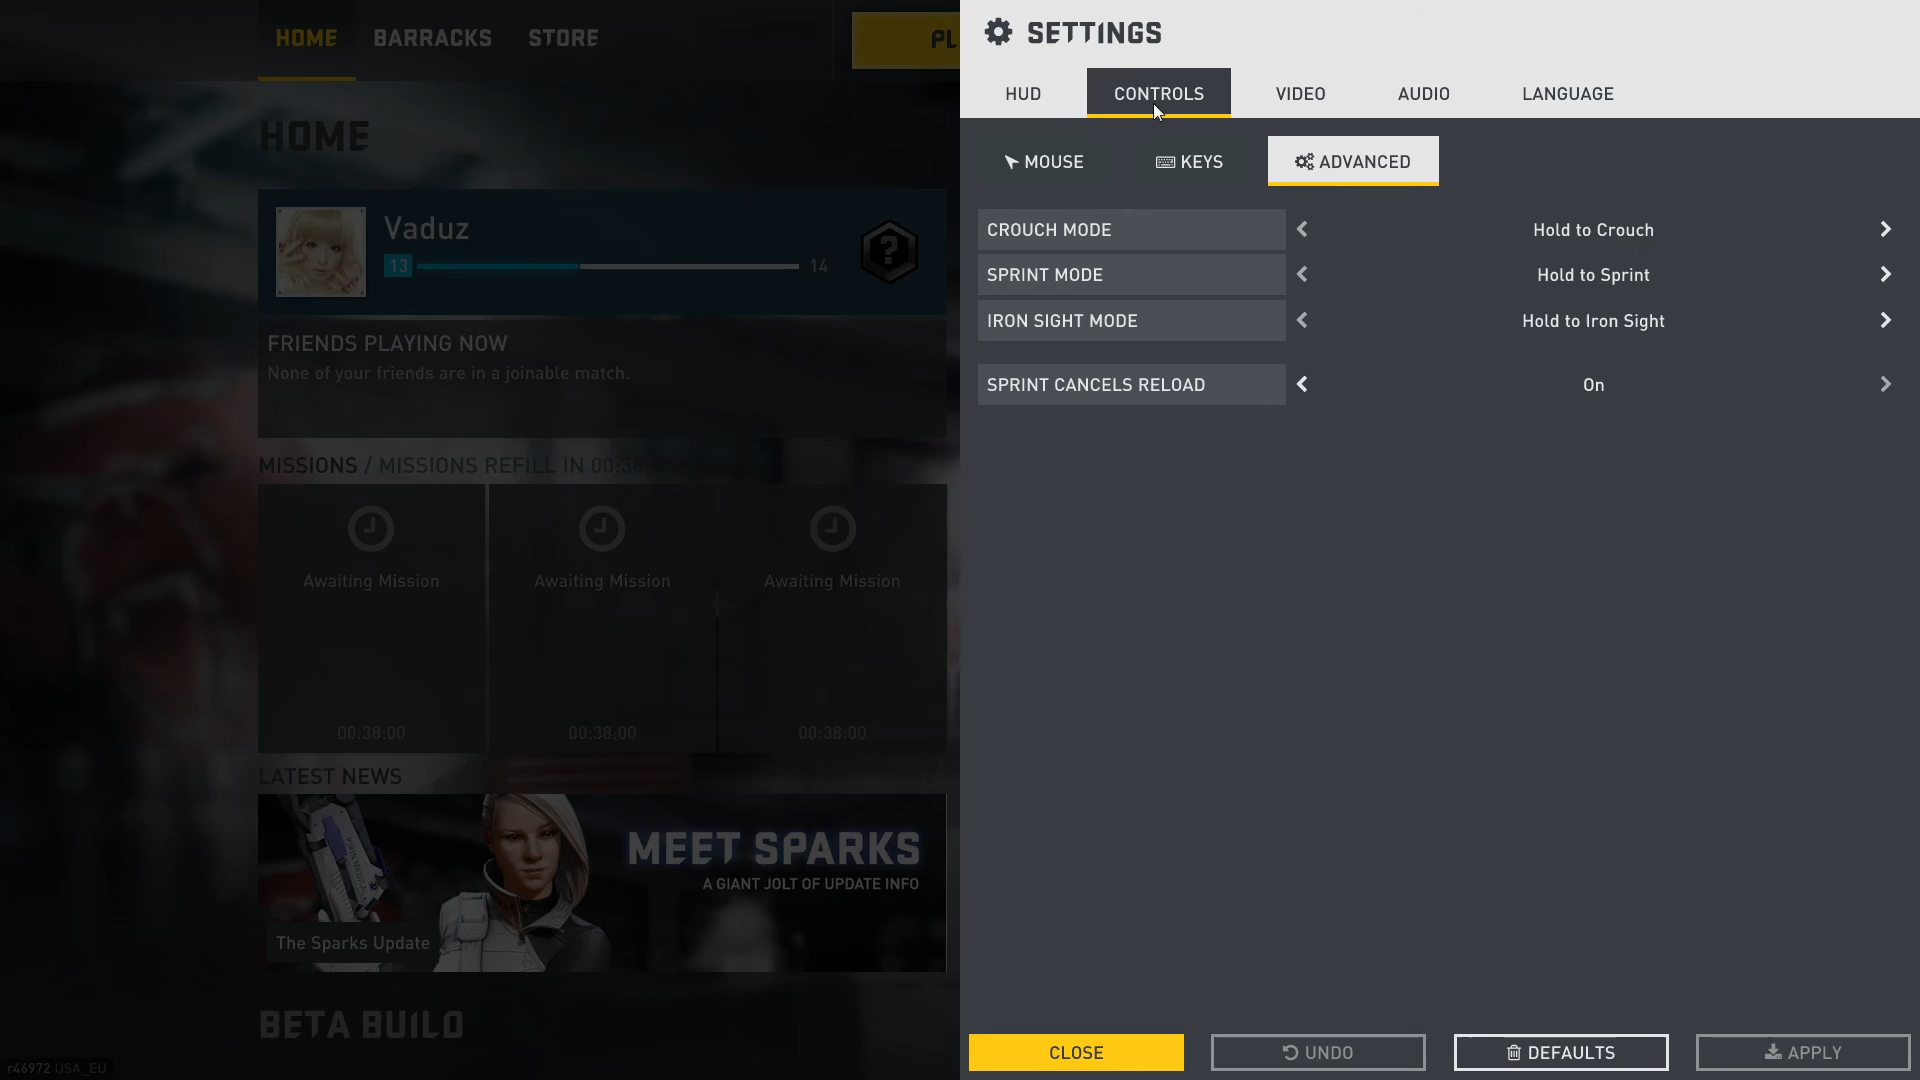 HOME
BARRACKS
STORE
PL
HOME
Vaduz
13
14
?
FRIENDS PLAYING NOW
None of your friends are in a joinable match.
MISSIONS / MISSIONS REFILL IN 00:38
Awaiting Mission
Awaiting Mission
Awaiting Mission
00:38:00
00:38:00
00:38:00
LATEST NEWS
MEET SPARKS
A GIANT JOLT OF UPDATE INFO
The Sparks Update
BETA BUILD
r46972 USA_EU
SETTINGS
HUD
CONTROLS
VIDEO
AUDIO
LANGUAGE
MOUSE
KEYS
ADVANCED
CROUCH MODE
Hold to Crouch
SPRINT MODE
Hold to Sprint
IRON SIGHT MODE
Hold to Iron Sight
SPRINT CANCELS RELOAD
On
CLOSE
UNDO
DEFAULTS
APPLY